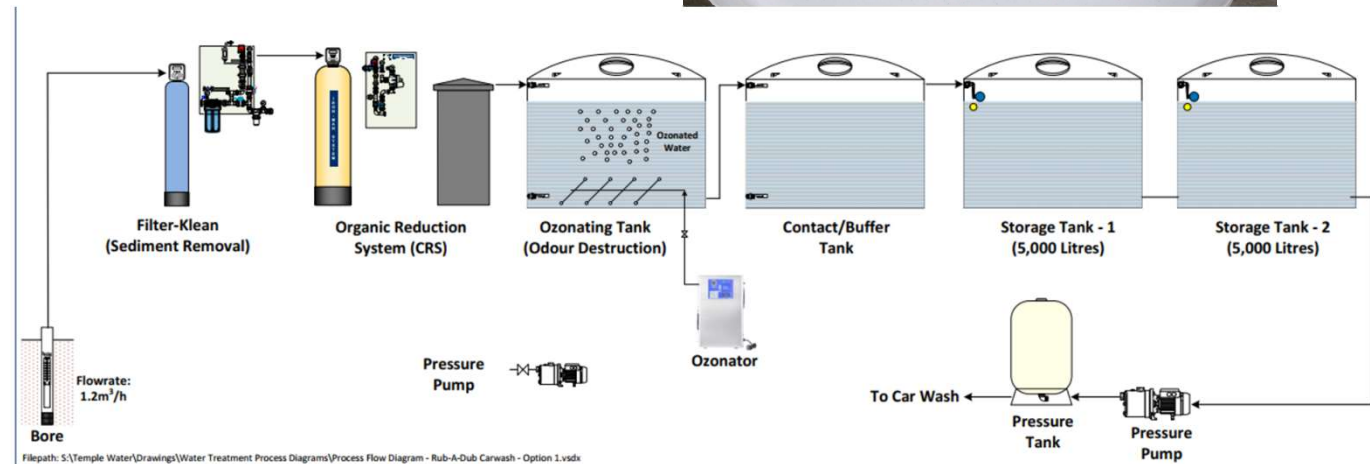 Ozonated
Water
Filter-Klean
(Sediment Removal)
Organic Reduction
System (CRS)
Ozonating Tank
(Odour Destruction)
Contact/Buffer
Tank
Storage Tank - 1
(5,000 Litres)
Storage Tank - 2
(5,000 Litres)
Flowrate:
1.2m³/h
Bore
Pressure
Pump
Ozonator
To Car Wash
Pressure
Tank
Pressure
Pump
Filepath: S:\Temple Water\Drawings\Water Treatment Process Diagrams\Process Flow Diagram - Rub-A-Dub Carwash - Option 1.vsdx